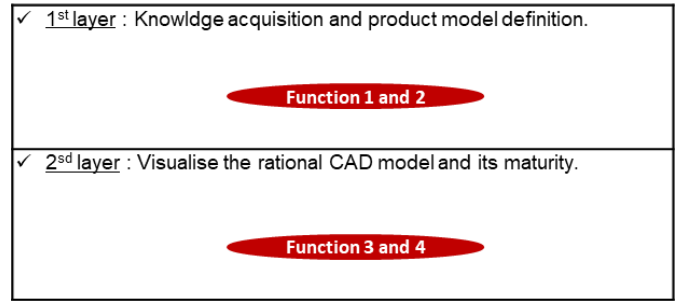 ✓ 1st layer : Knowldge acquisition and product model definition.
Function 1 and 2
✓ 2sd layer : Visualise the rational CAD model and its maturity.
Function 3 and 4